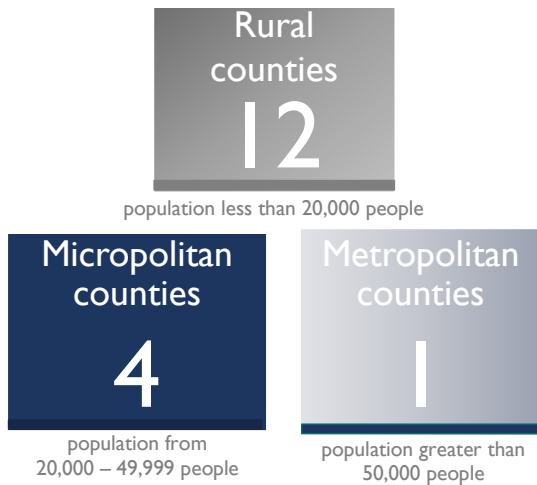 Rural
counties
12
population less than 20,000 people
Micropolitan
counties
4
population from
20,000 – 49,999 people
Metropolitan
counties
1
population greater than
50,000 people